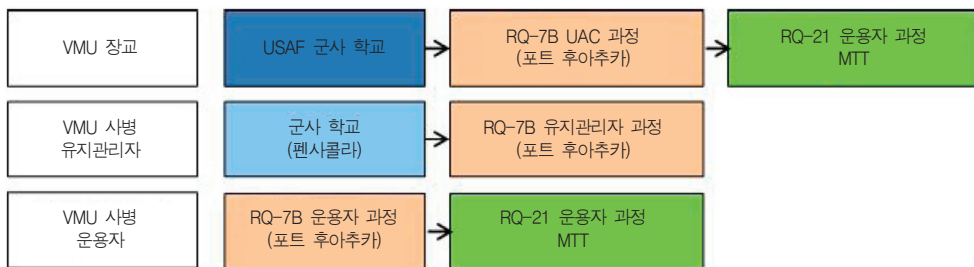 VMU 장교
USAF 군사 학교
RQ-7B UAC 과정
(포트 후아추카)
RQ-21 운용자 과정
MTT
VMU 사병
유지관리자
군사 학교
(펜사콜라)
RQ-7B 유지관리자 과정
(포트 후아추카)
VMU 사병
운용자
RQ-7B 운용자 과정
(포트 후아추카)
RQ-21 운용자 과정
MTT